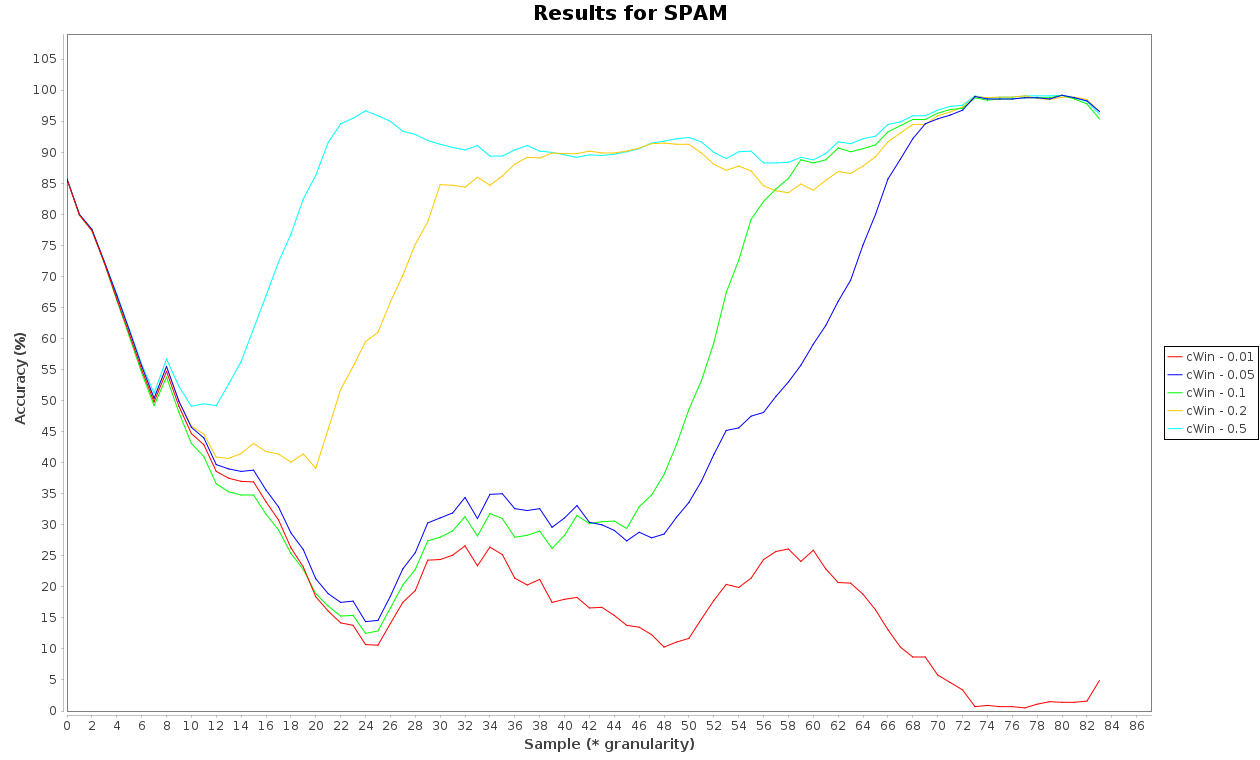 Results for SPAM
Accuracy (%)
105
100
95
90
85
80
75
70
65
60
55
50
45
40
35
30
25
20
15
10
5
0
0 2 4 6 8 10 12 14 16 18 20 22 24 26 28 30 32 34 36 38 40 42 44 46 48 50 52 54 56 58 60 62 64 66 68 70 72 74 76 78 80 82 84 86
Sample (* granularity)
cWin - 0.01
cWin - 0.05
cWin - 0.1
cWin - 0.2
cWin - 0.5